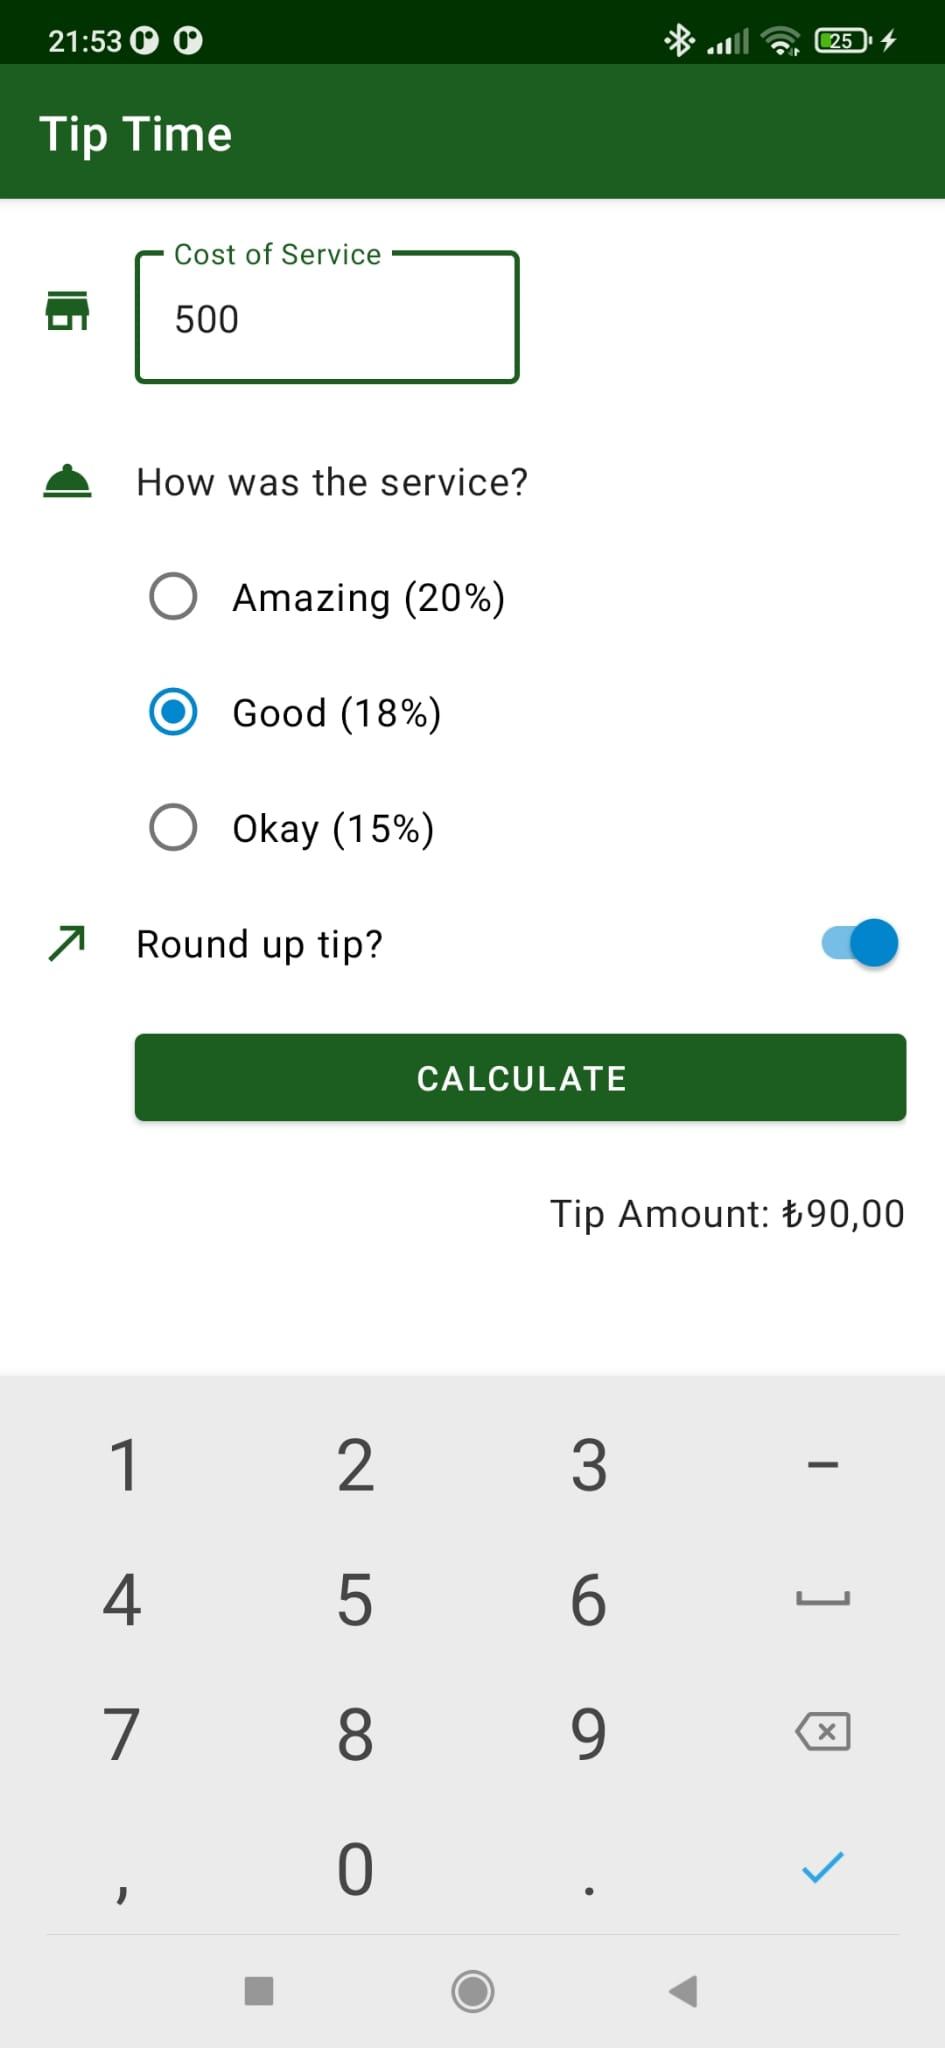 21:53 25
Tip Time
Cost of Service
500
How was the service?
Amazing (20%)
Good (18%)
Okay (15%)
Round up tip?
CALCULATE
Tip Amount: ₺90,00
1 2 3 –
4 5 6
7 8 9
, 0 .